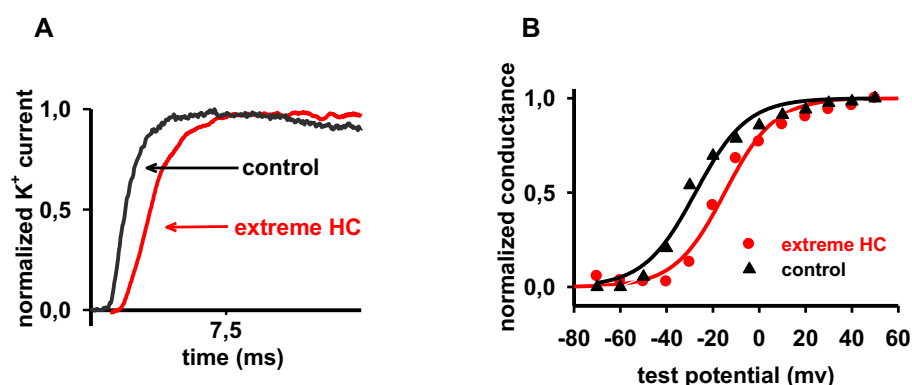 A
normalized K+ current
1,0
0,5
0,0
control
extreme HC
7,5
time (ms)
B
normalized conductance
1,0
0,5
0,0
extreme HC
control
-80 -60 -40 -20 0 20 40 60
test potential (mv)